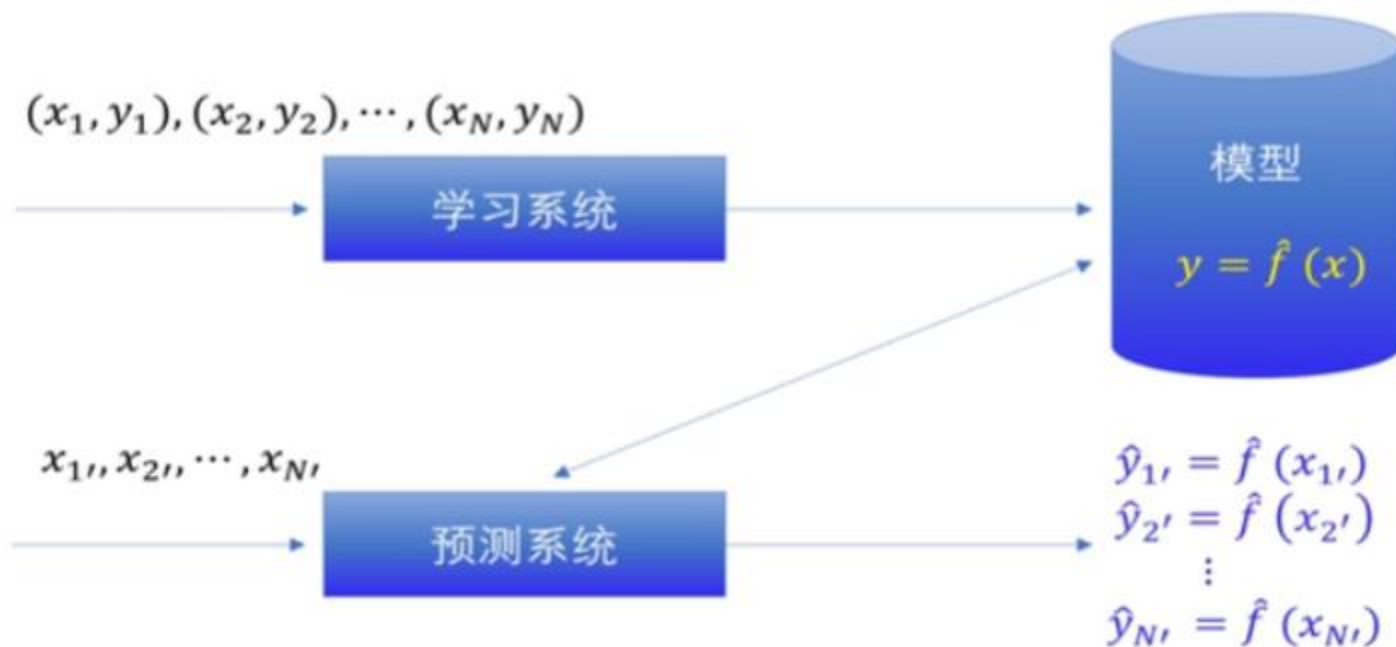 (x₁, y₁), (x₂, y₂), ⋯, (x_N, y_N)
学习系统
模型
y = f̂ (x)
x₁′, x₂′, ⋯, x_N′
预测系统
ŷ₁′ = f̂ (x₁′)
ŷ₂′ = f̂ (x₂′)
⋮
ŷ_N′ = f̂ (x_N′)